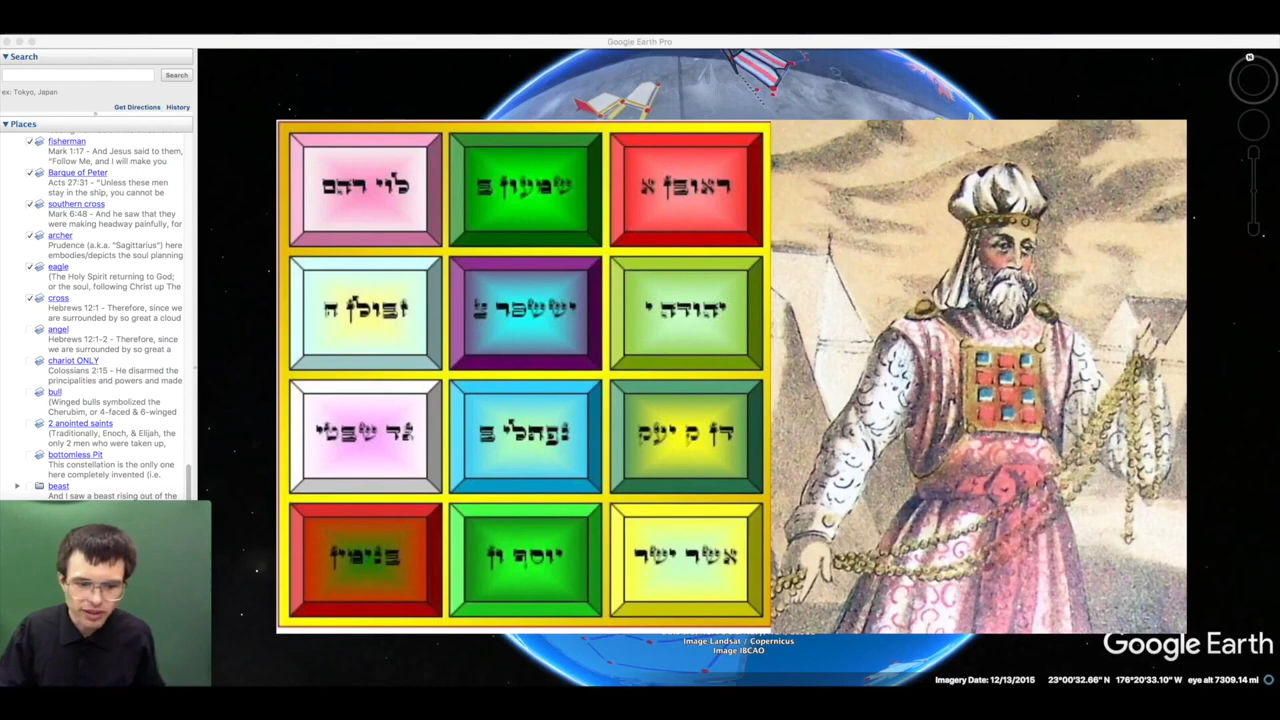 Google Earth Pro
Search
Search
ex: Tokyo, Japan
Get Directions History
Places
fisherman
Mark 1:17 - And Jesus said to them,
"Follow Me, and I will make you
Barque of Peter
Acts 27:31 - "Unless these men
stay in the ship, you cannot be
southern cross
Mark 6:48 - And he saw that they
were making headway painfully, for
archer
Prudence (a.k.a. "Sagittarius") here
embodies/depicts the soul planning
eagle
(The Holy Spirit returning to God;
or the soul, following Christ up The
cross
Hebrews 12:1 - Therefore, since we
are surrounded by so great a cloud
angel
Hebrews 12:1-2 - Therefore, since
we are surrounded by so great a
chariot ONLY
Colossians 2:15 - He disarmed the
principalities and powers and made
bull
(Winged bulls symbolized the
Cherubim, or 4-faced & 6-winged
2 anointed saints
(Traditionally, Enoch, & Elijah, the
only 2 men who were taken up,
bottomless Pit
This constellation is the onlly one
here completely invented (i.e.
beast
And I saw a beast rising out of the
ראובן א שמעון ב לוי רהם
יהודה י יששכר צ זבולן ה
דן ק יעק נפתלי ב גד שבטי
אשר ישר יוסף ון בנימין
N
Image Landsat / Copernicus
Image IBCAO
Google Earth
Imagery Date: 12/13/2015 23°00'32.66" N 176°20'33.10" W eye alt 7309.14 mi